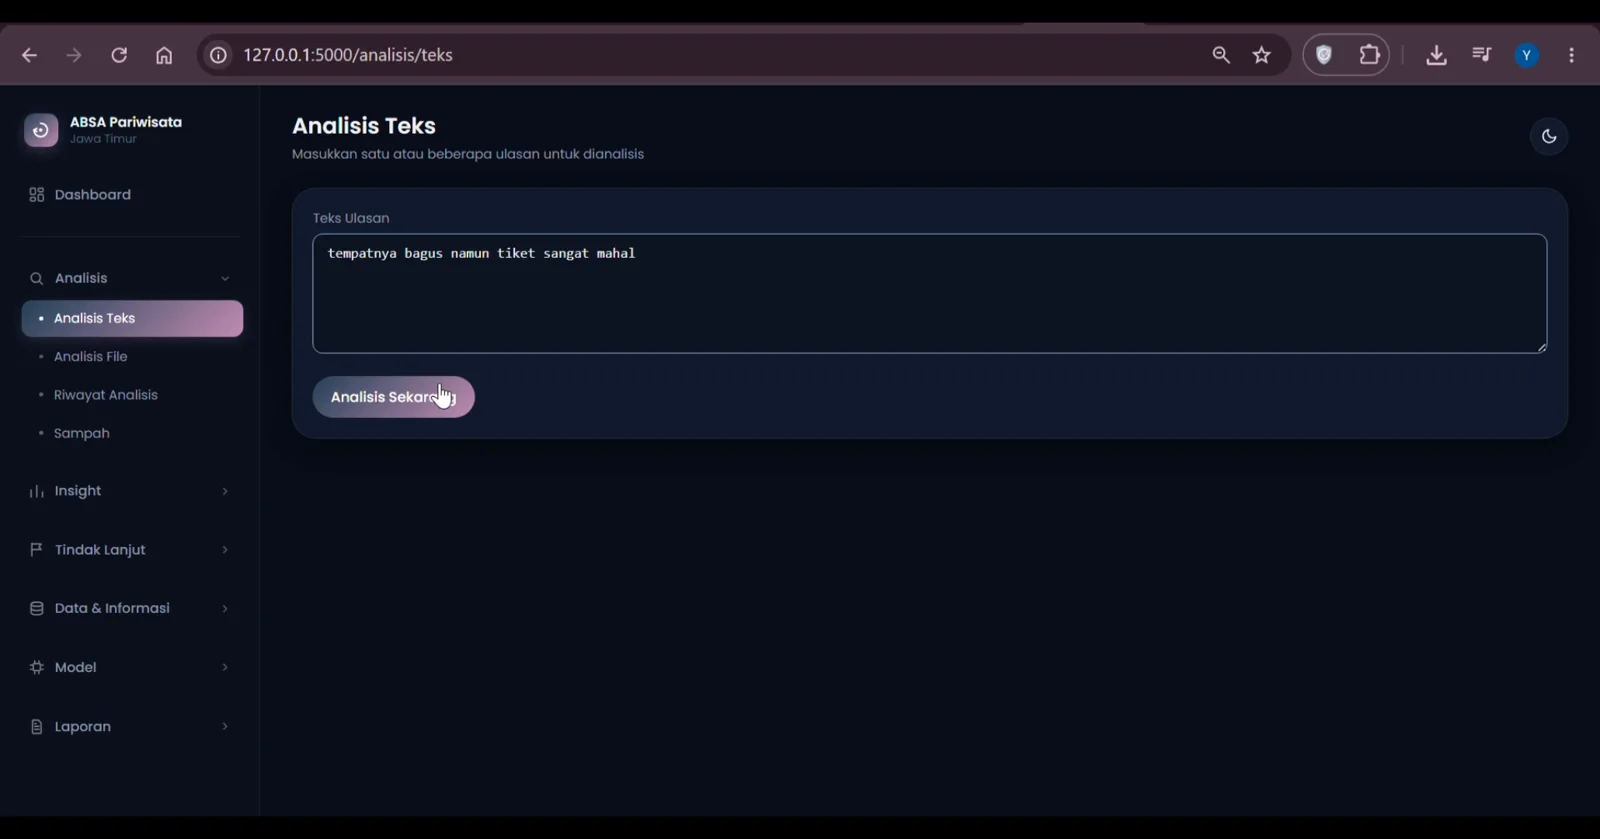 127.0.0.1:5000/analisis/teks
Y
ABSA Pariwisata
Jawa Timur
Dashboard
Analisis
Analisis Teks
Analisis File
Riwayat Analisis
Sampah
Insight
Tindak Lanjut
Data & Informasi
Model
Laporan
Analisis Teks
Masukkan satu atau beberapa ulasan untuk dianalisis
Teks Ulasan
tempatnya bagus namun tiket sangat mahal
Analisis